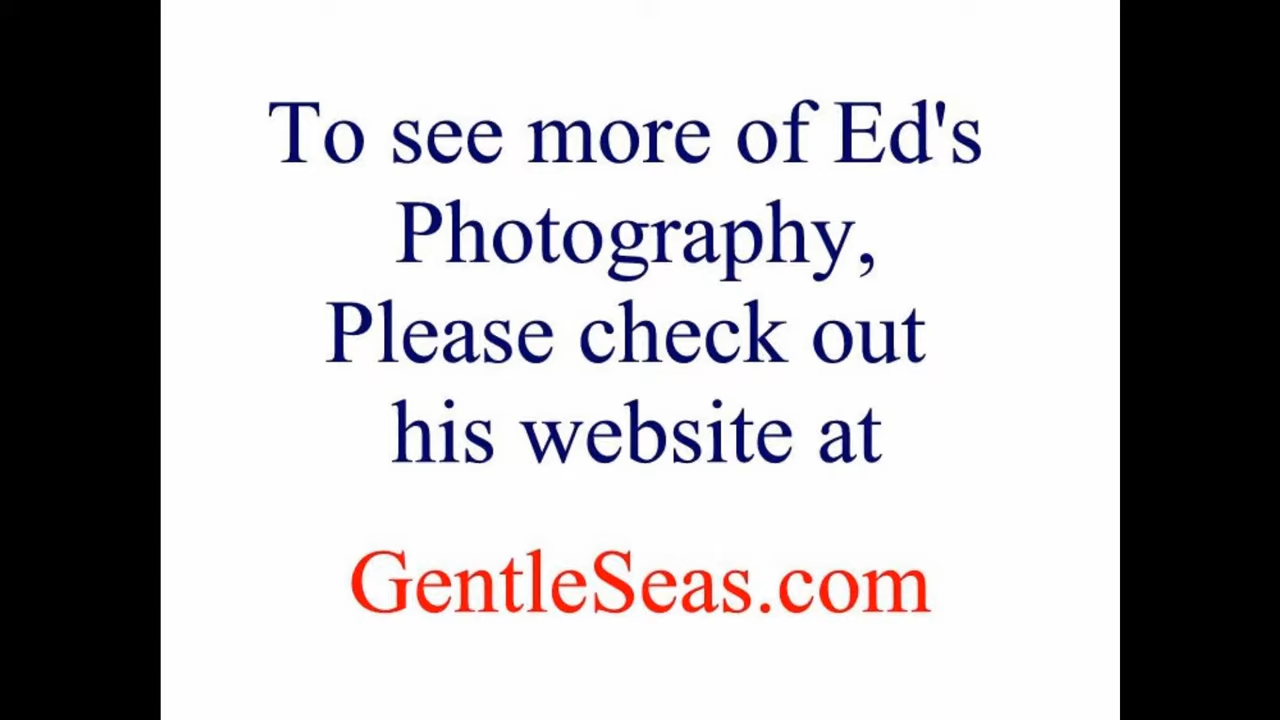 To see more of Ed's
Photography,
Please check out
his website at
GentleSeas.com